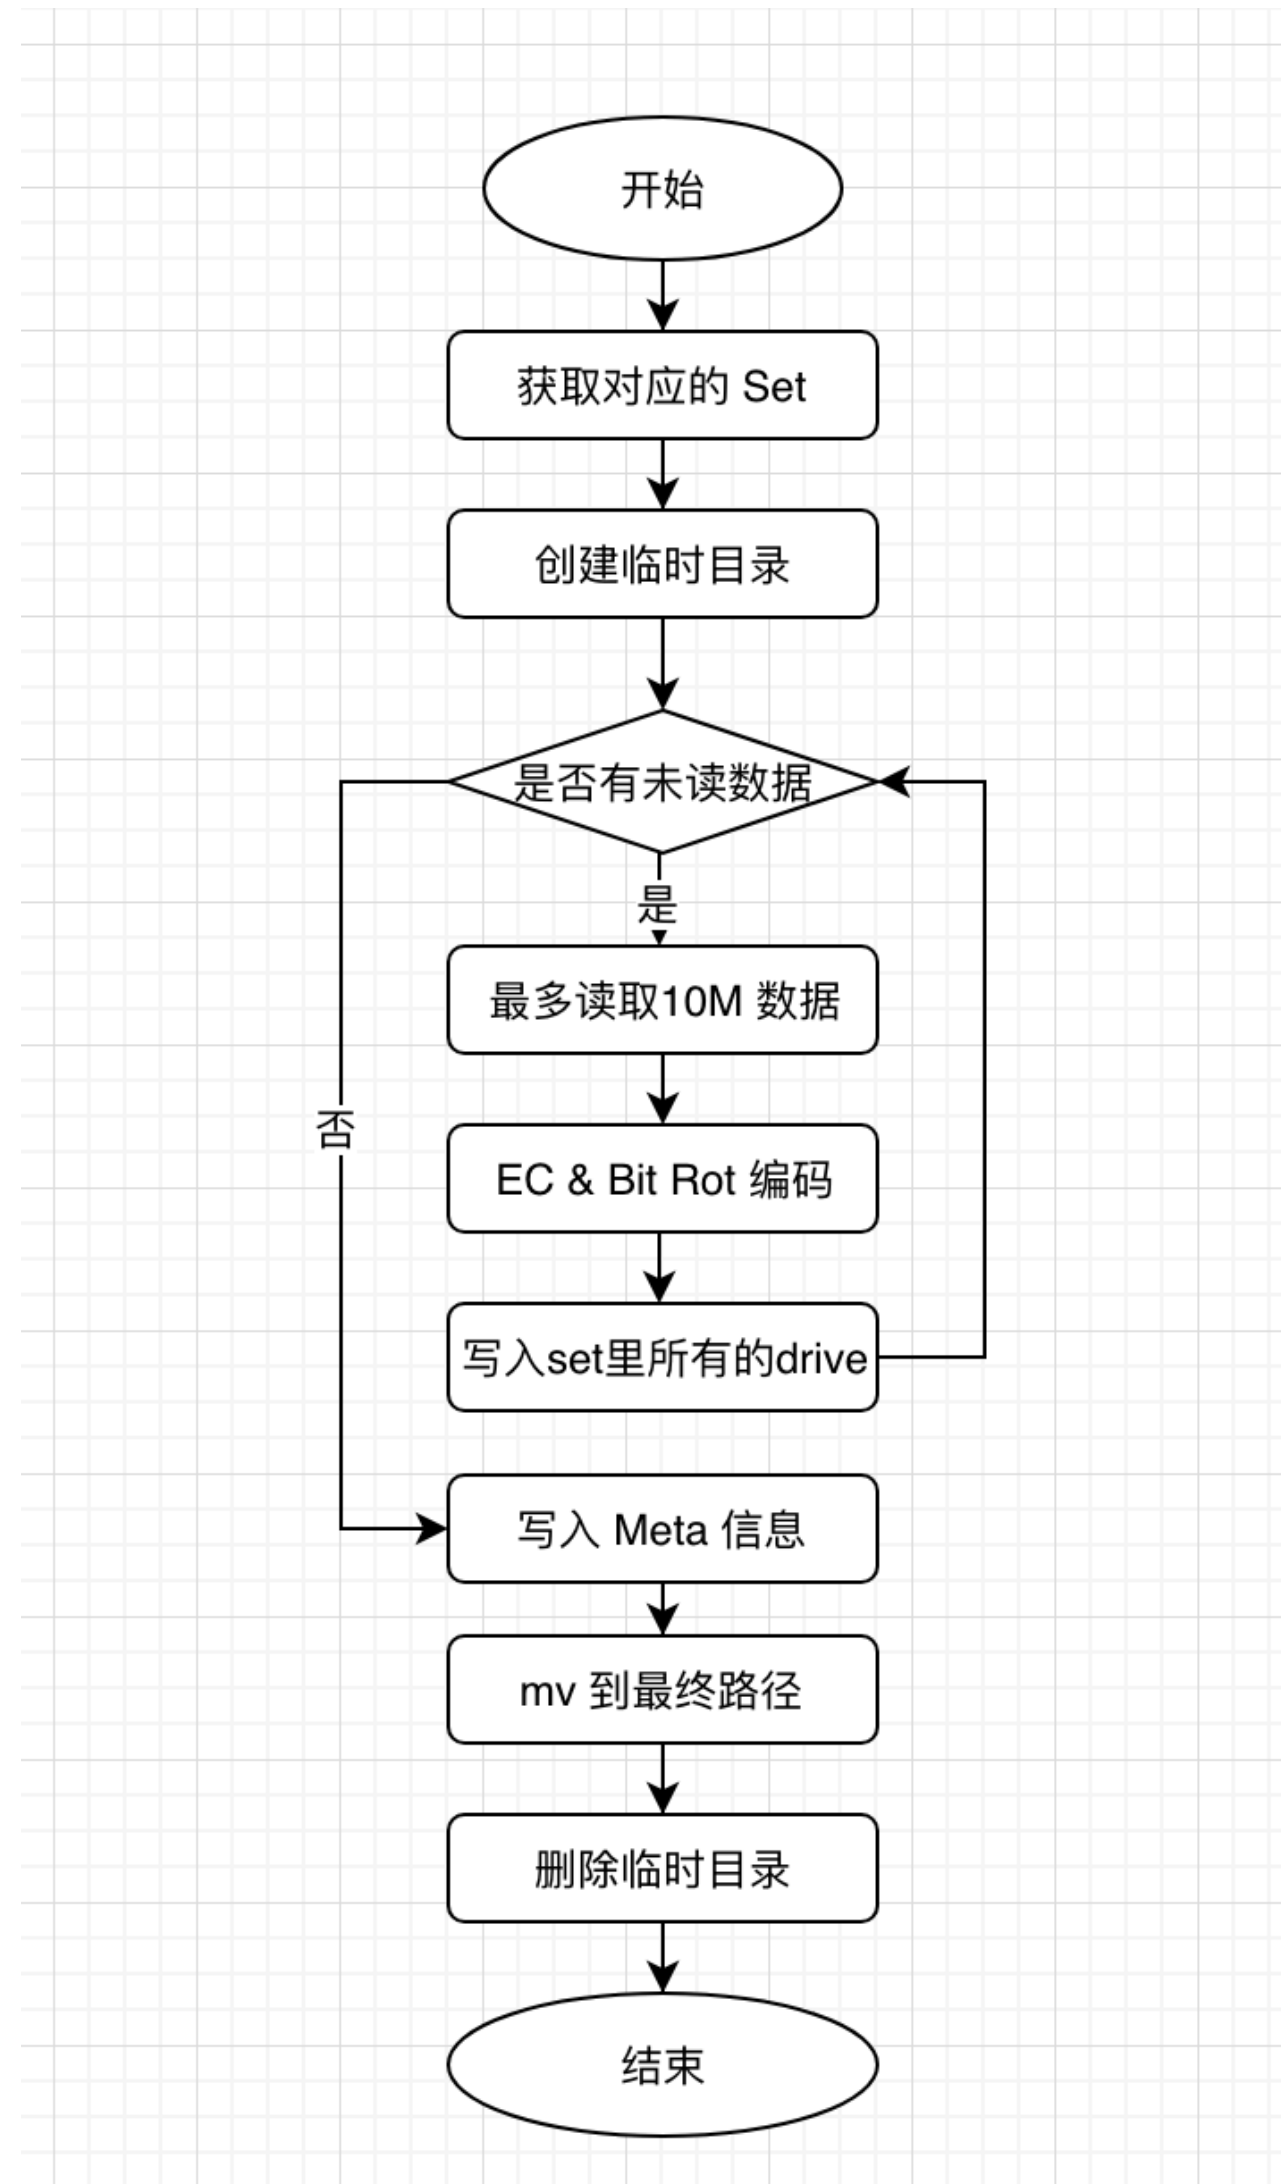 开始
获取对应的 Set
创建临时目录
是否有未读数据
是
最多读取10M 数据
否
EC & Bit Rot 编码
写入set里所有的drive
写入 Meta 信息
mv 到最终路径
删除临时目录
结束